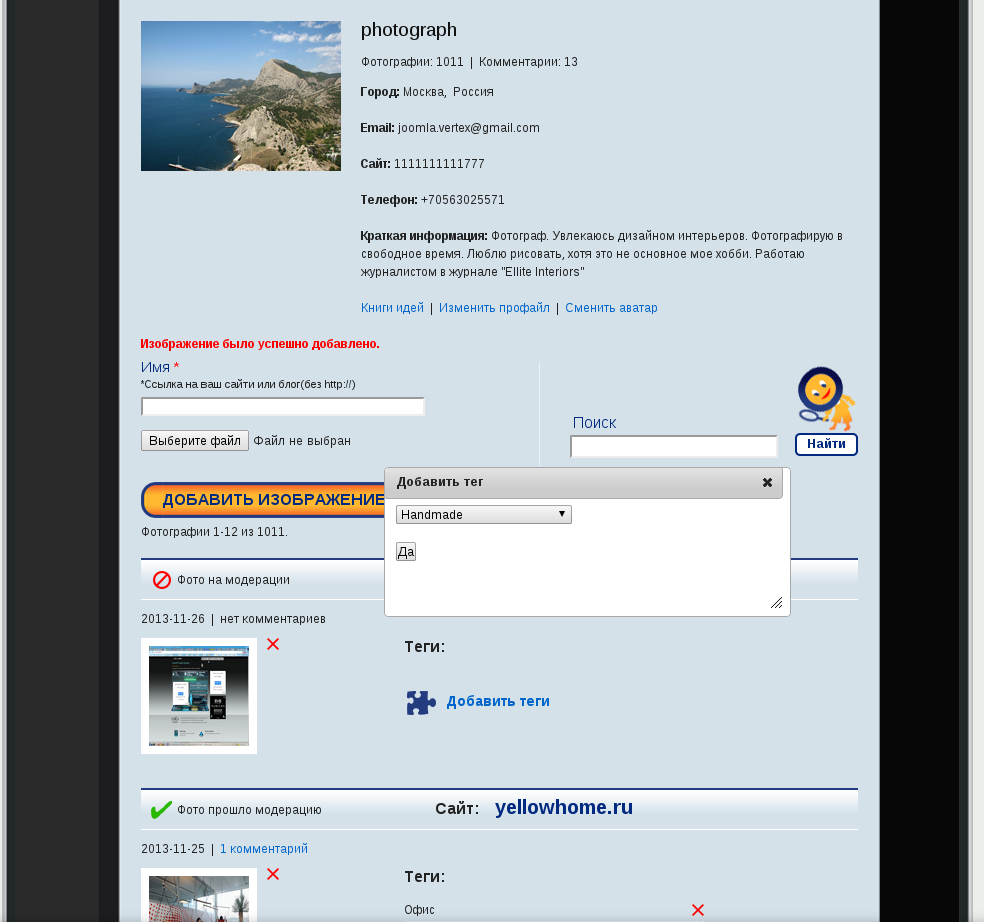 photograph
Фотографии: 1011 | Комментарии: 13
Город: Москва, Россия
Email: joomla.vertex@gmail.com
Сайт: 1111111111777
Телефон: +70563025571
Краткая информация: Фотограф. Увлекаюсь дизайном интерьеров. Фотографирую в
свободное время. Люблю рисовать, хотя это не основное мое хобби. Работаю
журналистом в журнале "Ellite Interiors"
Книги идей | Изменить профайл | Сменить аватар
Изображение было успешно добавлено.
Имя *
*Ссылка на ваш сайти или блог(без http://)
Выберите файл Файл не выбран
Поиск
Найти
Добавить тег
Handmade
Да
ДОБАВИТЬ ИЗОБРАЖЕНИЕ
Фотографии 1-12 из 1011.
Фото на модерации
2013-11-26 | нет комментариев
Теги:
Добавить теги
Фото прошло модерацию
Сайт: yellowhome.ru
2013-11-25 | 1 комментарий
Теги:
Офис